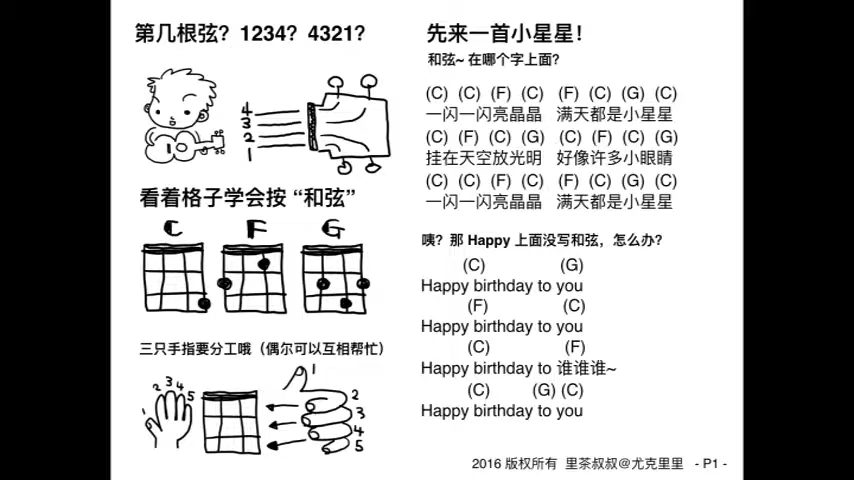 第几根弦？1234？4321？
4
3
2
1
看着格子学会按“和弦”
C F G
三只手指要分工哦（偶尔可以互相帮忙）
1 2 3 4 5
1
2
3
4
5
先来一首小星星！
和弦~ 在哪个字上面？
(C) (C) (F) (C) (F) (C) (G) (C)
一闪一闪亮晶晶 满天都是小星星
(C) (F) (C) (G) (C) (F) (C) (G)
挂在天空放光明 好像许多小眼睛
(C) (C) (F) (C) (F) (C) (G) (C)
一闪一闪亮晶晶 满天都是小星星
咦？那 Happy 上面没写和弦，怎么办？
(C) (G)
Happy birthday to you
(F) (C)
Happy birthday to you
(C) (F)
Happy birthday to 谁谁谁~
(C) (G) (C)
Happy birthday to you
2016 版权所有 里茶叔叔@尤克里里 - P1 -